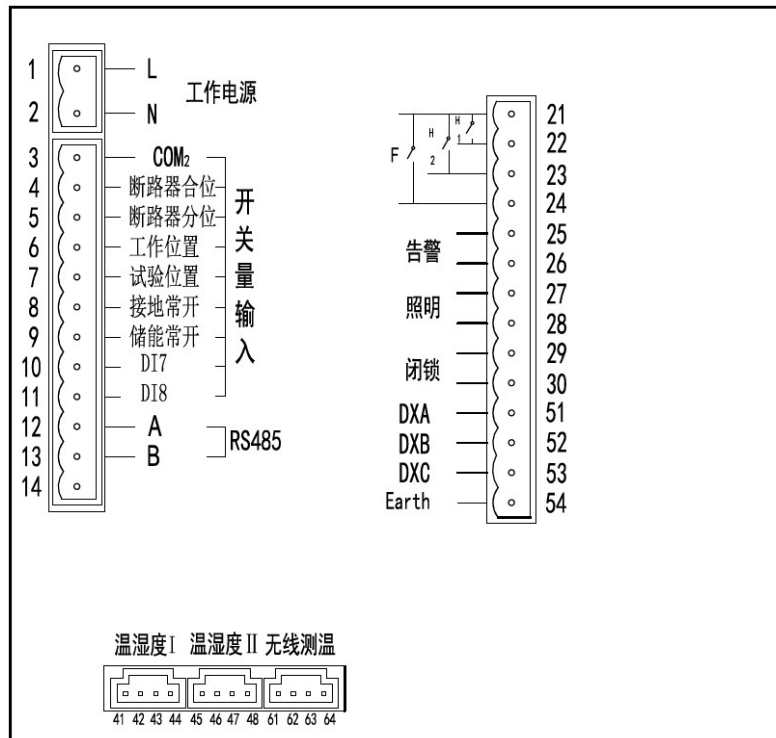 1 L
工作电源
2 N
3 COM₂
4 断路器合位
5 断路器分位
6 工作位置
7 试验位置
8 接地常开
9 储能常开
10 DI7
11 DI8
开关量输入
12 A
13 B
RS485
14
21
H 1
22
F
H 2
23
24
25
告警
26
27
照明
28
29
闭锁
30
DXA 51
DXB 52
DXC 53
Earth 54
温湿度Ⅰ 温湿度Ⅱ 无线测温
41 42 43 44 45 46 47 48 61 62 63 64